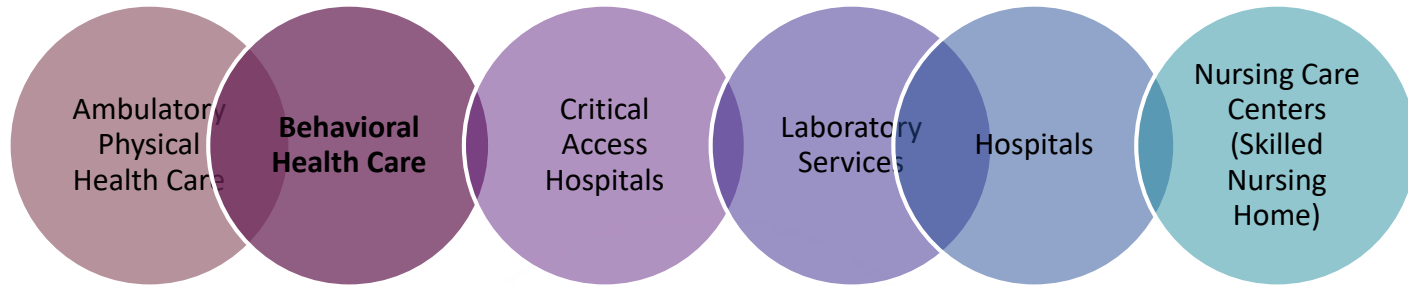 Ambulatory
Physical
Health Care
Behavioral
Health Care
Critical
Access
Hospitals
Laboratory
Services
Hospitals
Nursing Care
Centers
(Skilled
Nursing
Home)